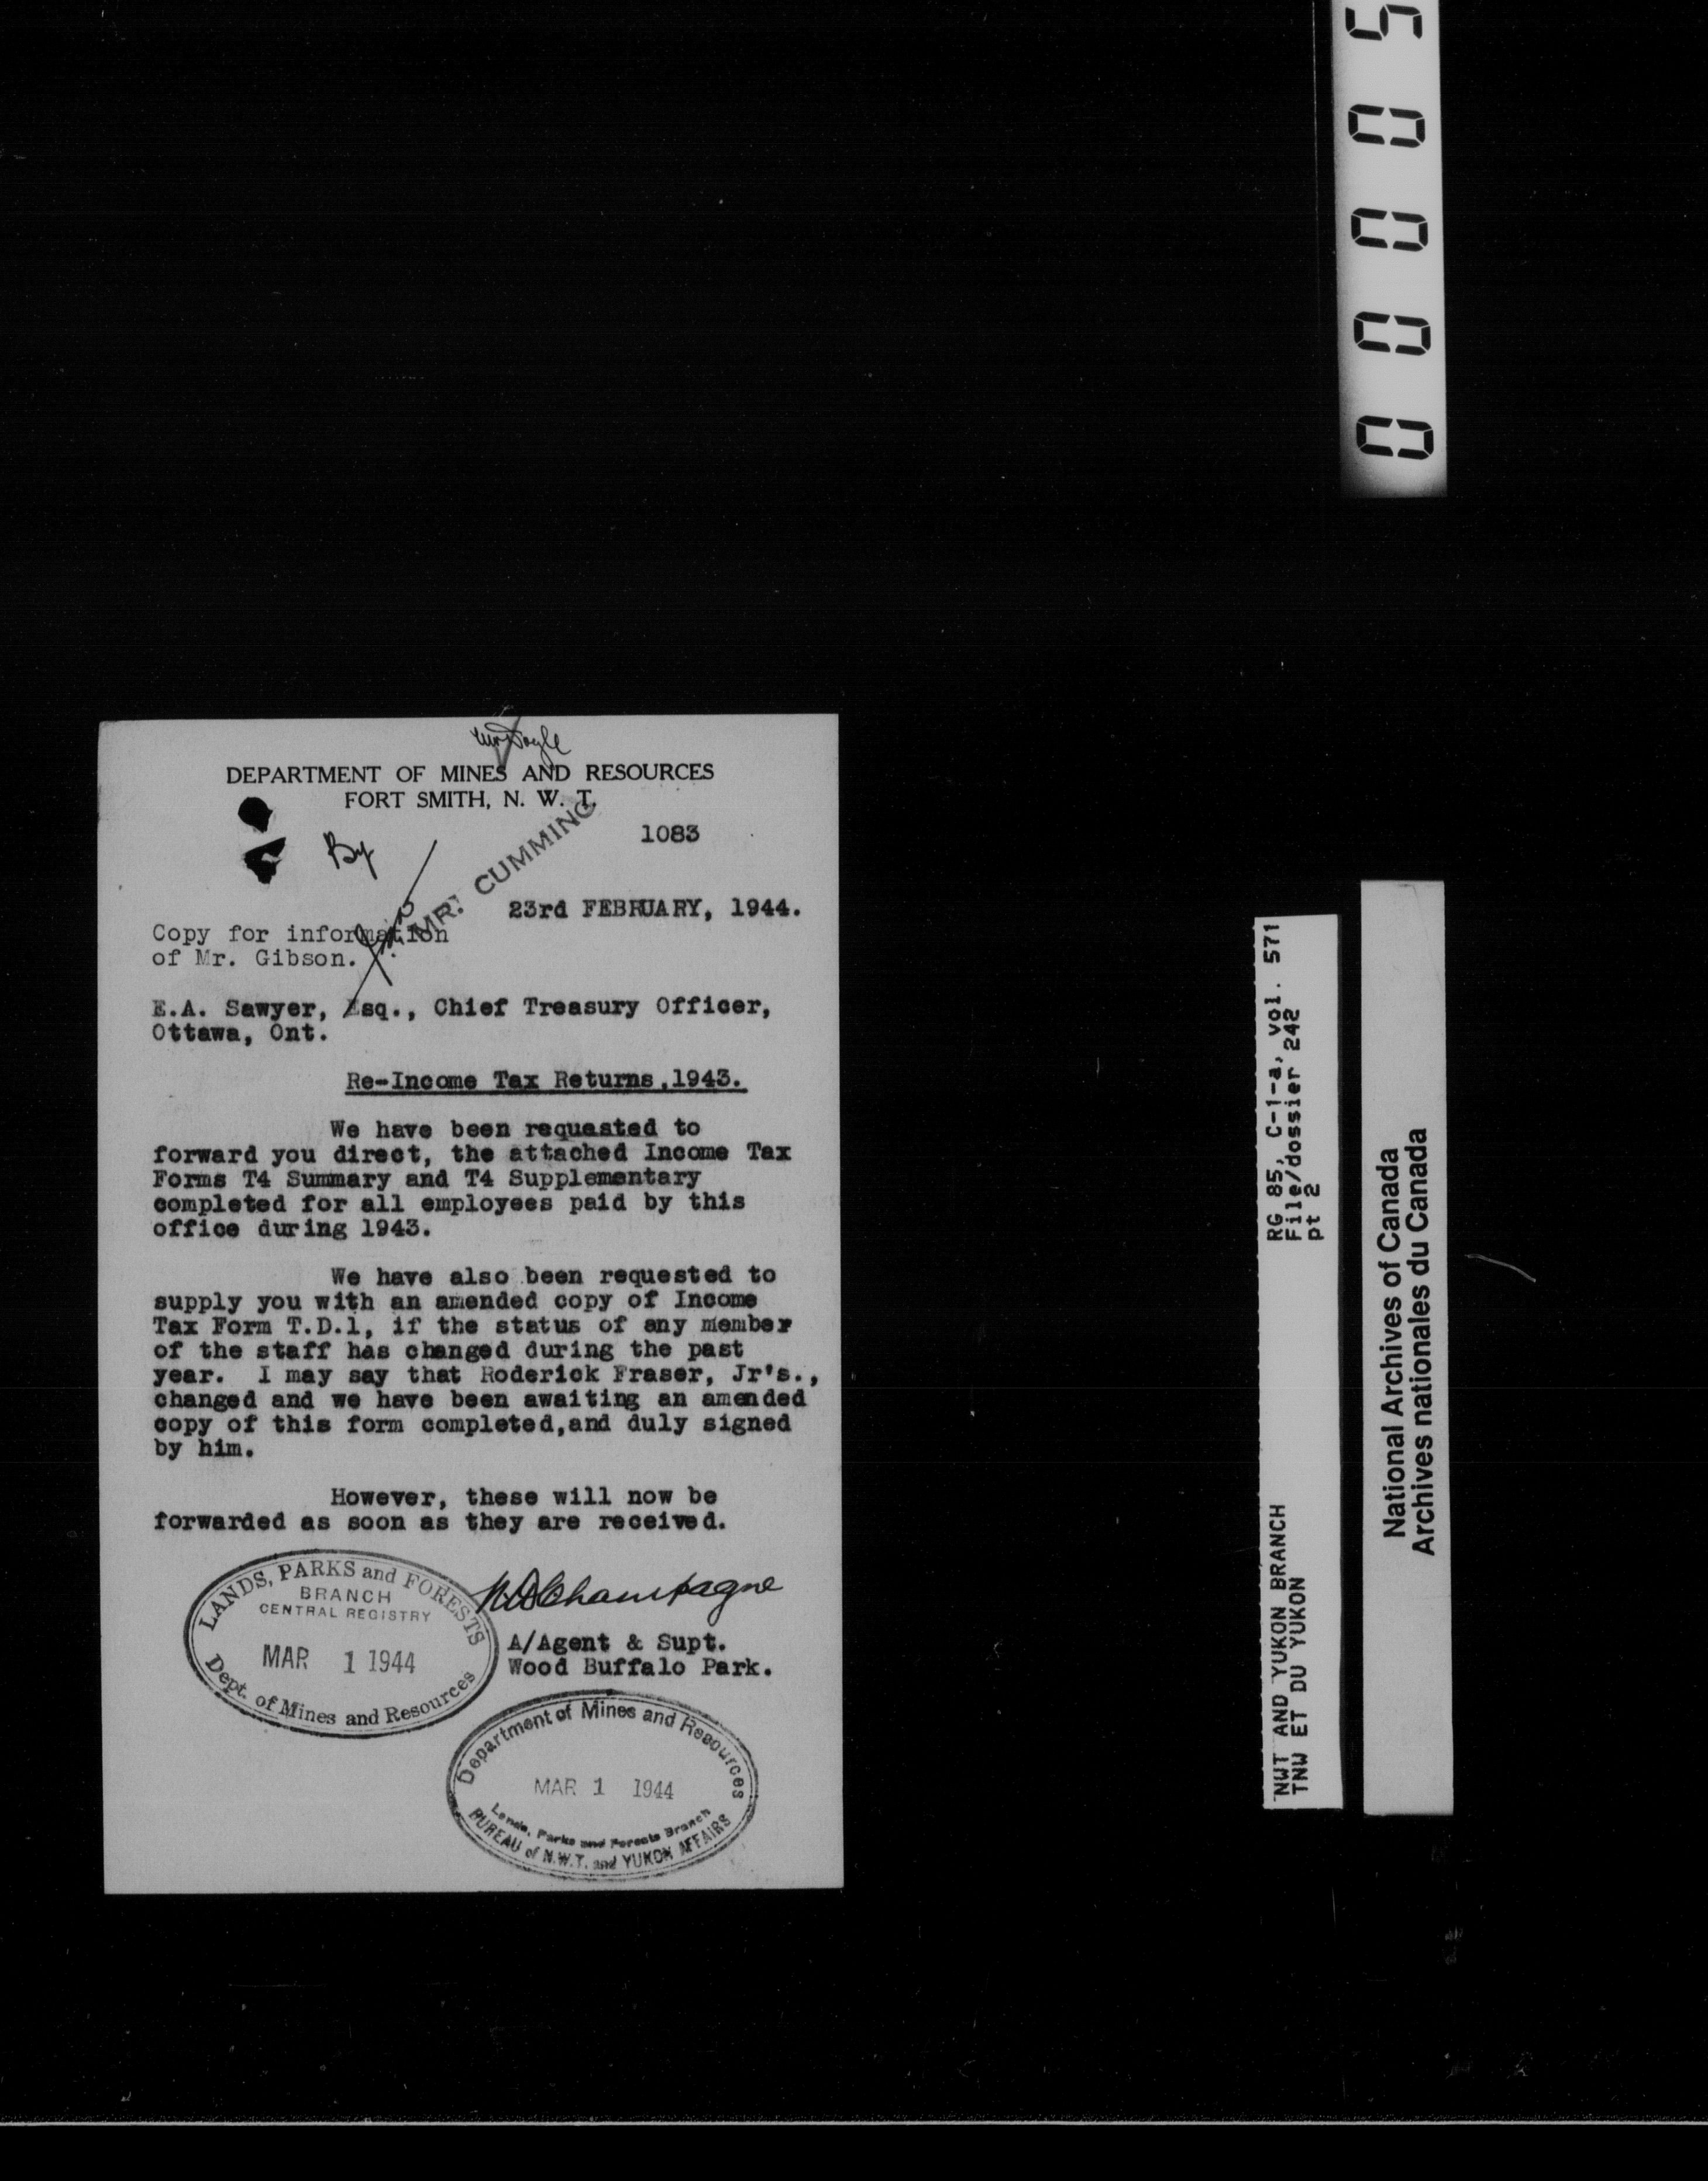 Mr Doyle
DEPARTMENT OF MINES AND RESOURCES
FORT SMITH, N. W. T.
1083
MR. CUMMING
23rd FEBRUARY, 1944.
Copy for information
of Mr. Gibson.
E.A. Sawyer, Esq., Chief Treasury Officer,
Ottawa, Ont.
Re-Income Tax Returns,1943.
We have been requested to
forward you direct, the attached Income Tax
Forms T4 Summary and T4 Supplementary
completed for all employees paid by this
office during 1943.
We have also been requested to
supply you with an amended copy of Income
Tax Form T.D.1, if the status of any member
of the staff has changed during the past
year. I may say that Roderick Fraser, Jr's.,
changed and we have been awaiting an amended
copy of this form completed,and duly signed
by him.
However, these will now be
forwarded as soon as they are received.
Champagne
A/Agent & Supt.
Wood Buffalo Park.
LANDS, PARKS and FORESTS
BRANCH
CENTRAL REGISTRY
MAR 1 1944
Dept. of Mines and Resources
Department of Mines and Resources
MAR 1 1944
Lands, Parks and Forests Branch
BUREAU of N.W.T. and YUKON AFFAIRS
00005
RG 85, C-1-a, vol. 571
File/dossier 242
pt 2
NWT AND YUKON BRANCH
TNW ET DU YUKON
National Archives of Canada
Archives nationales du Canada